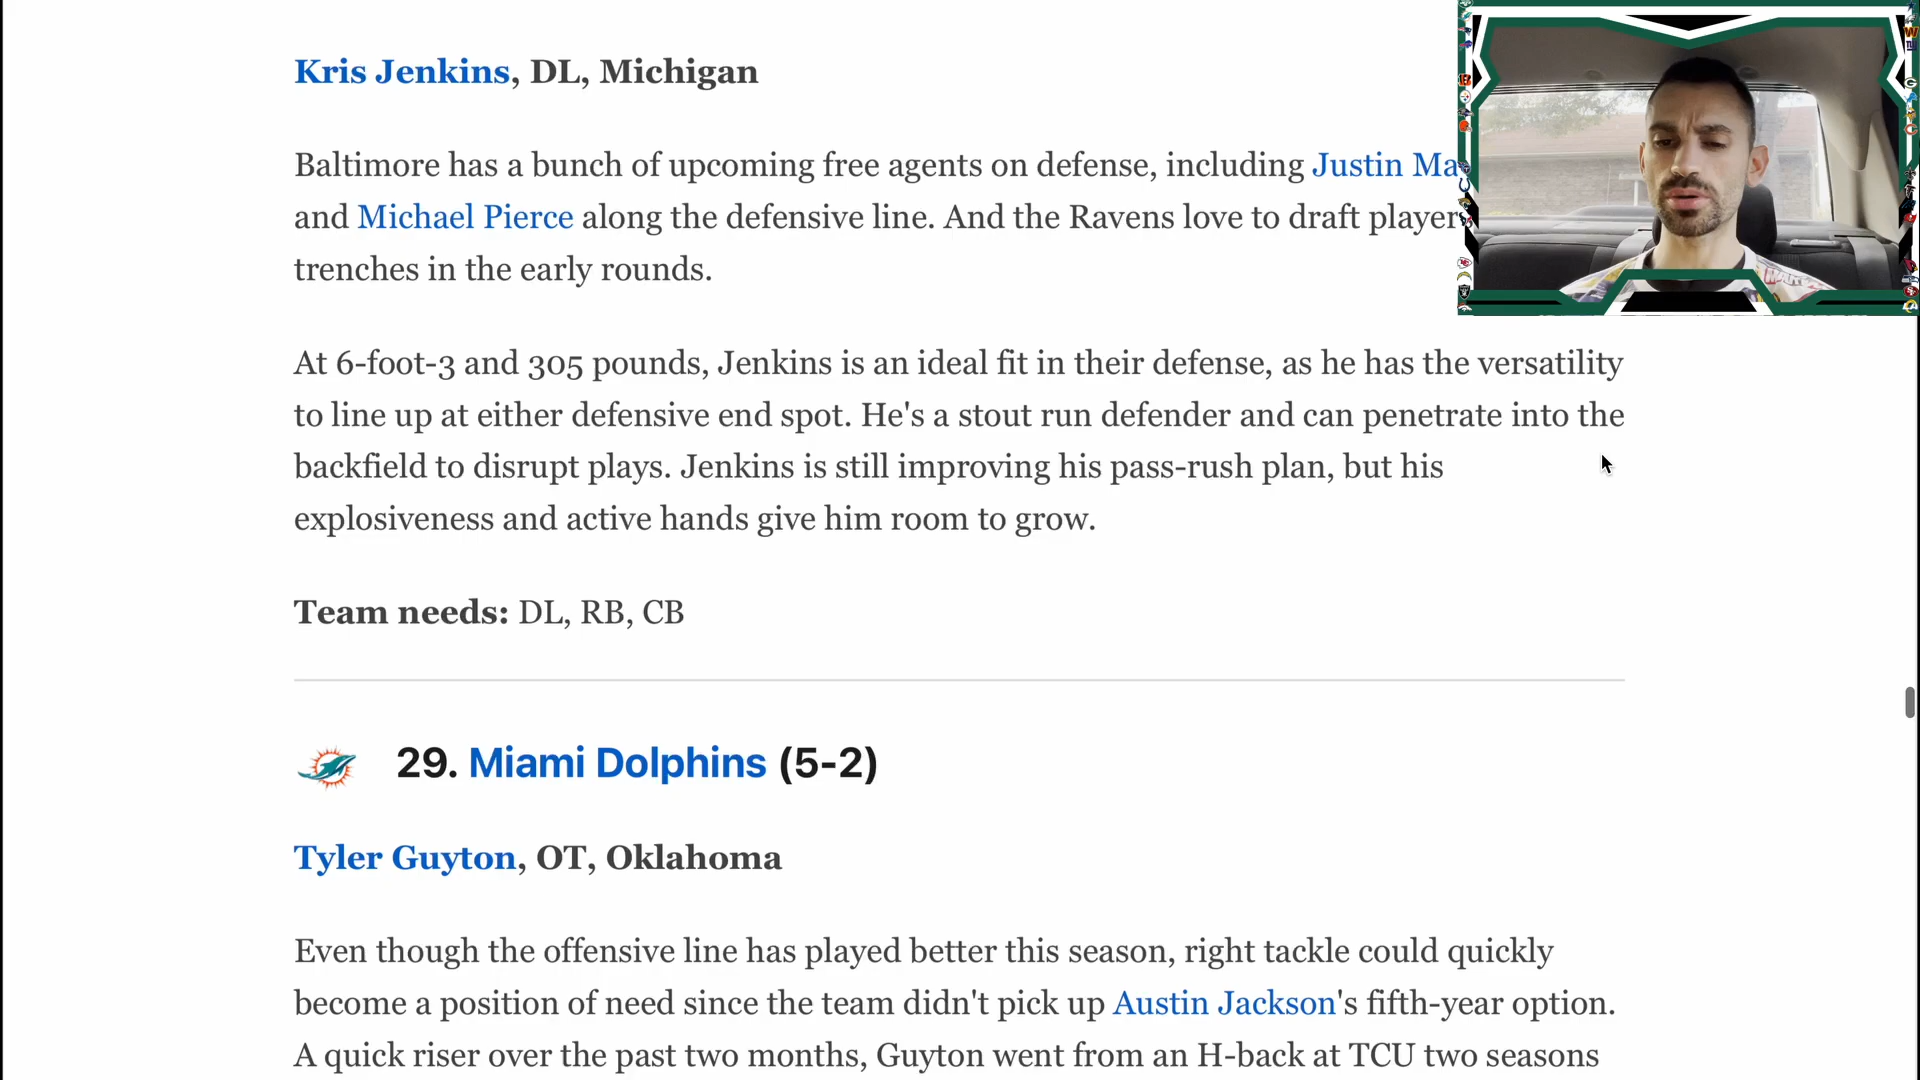 Kris Jenkins, DL, Michigan
Baltimore has a bunch of upcoming free agents on defense, including Justin
and Michael Pierce along the defensive line. And the Ravens love to draft
trenches in the early rounds.
At 6-foot-3 and 305 pounds, Jenkins is an ideal fit in their defense, as he has the versatility
to line up at either defensive end spot. He's a stout run defender and can penetrate into the
backfield to disrupt plays. Jenkins is still improving his pass-rush plan, but his
explosiveness and active hands give him room to grow.
Team needs: DL, RB, CB
29. Miami Dolphins (5-2)
Tyler Guyton, OT, Oklahoma
Even though the offensive line has played better this season, right tackle could quickly
become a position of need since the team didn't pick up Austin Jackson's fifth-year option.
A quick riser over the past two months, Guyton went from an H-back at TCU two seasons